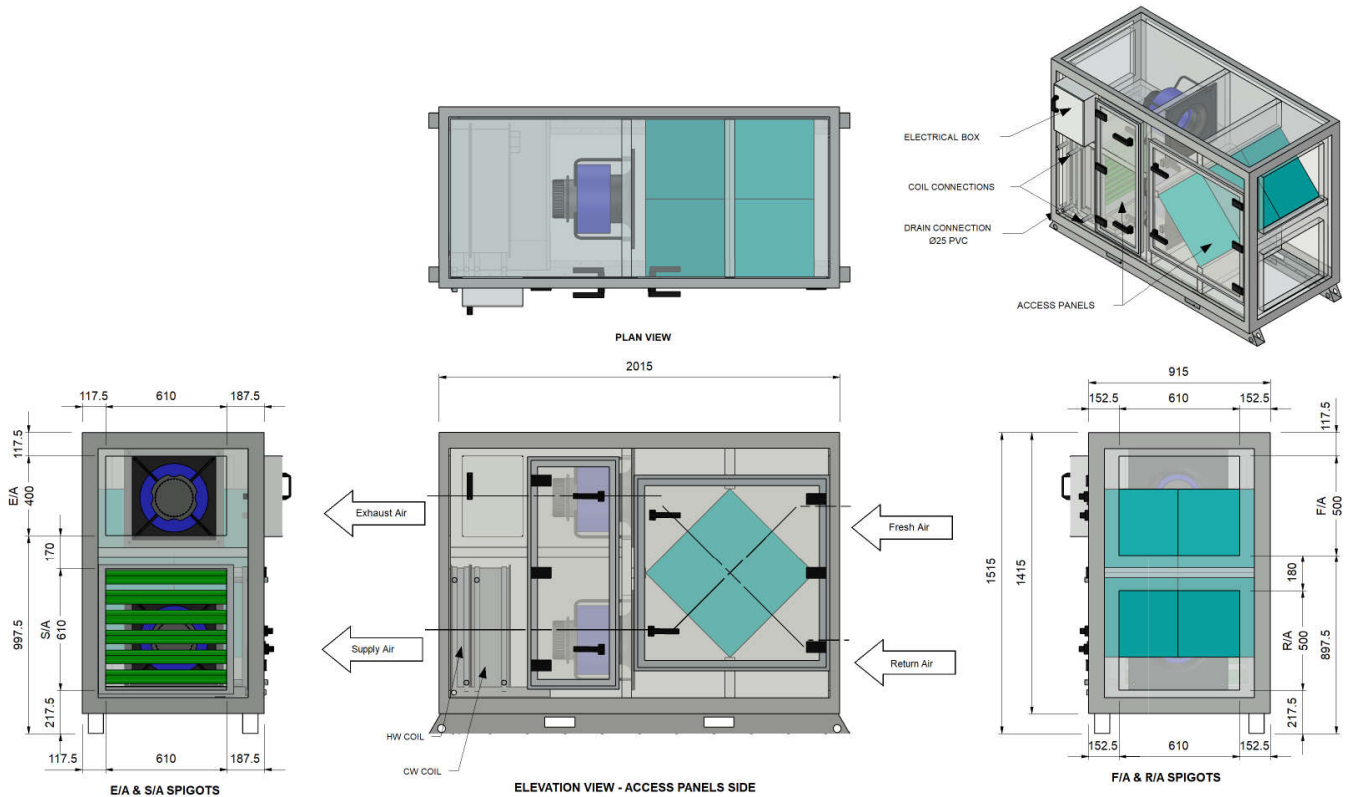 ELECTRICAL BOX
COIL CONNECTIONS
DRAIN CONNECTION
Ø25 PVC
ACCESS PANELS
PLAN VIEW
117.5
610
187.5
117.5
E/A
400
170
S/A
610
997.5
217.5
117.5
610
187.5
E/A & S/A SPIGOTS
2015
Exhaust Air
Supply Air
Fresh Air
Return Air
HW COIL
CW COIL
ELEVATION VIEW - ACCESS PANELS SIDE
915
152.5
610
152.5
117.5
F/A
500
180
R/A
500
897.5
217.5
1515
1415
152.5
610
152.5
F/A & R/A SPIGOTS